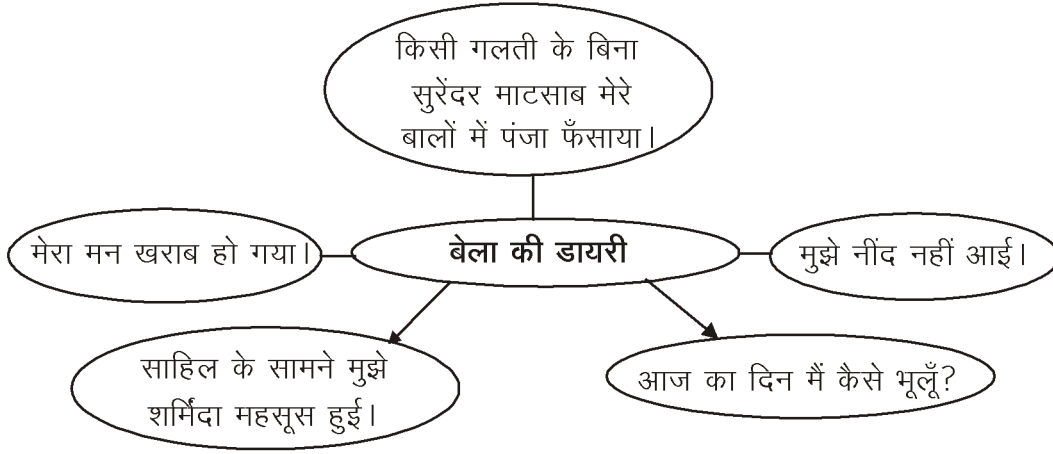 किसी गलती के बिना
सुरेंदर माटसाब मेरे
बालों में पंजा फँसाया।
मेरा मन खराब हो गया।
बेला की डायरी
मुझे नींद नहीं आई।
साहिल के सामने मुझे
शर्मिंदा महसूस हुई।
आज का दिन मैं कैसे भूलूँ?